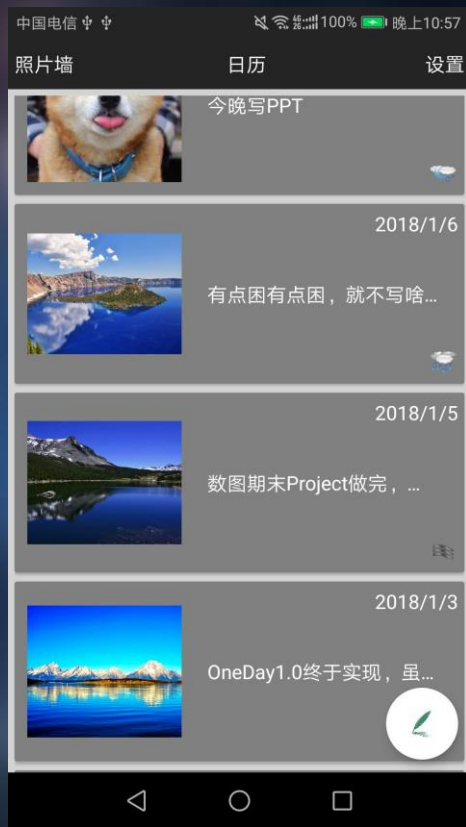 中国电信 100% 晚上10:57
照片墙 日历 设置
今晚写PPT
2018/1/6
有点困有点困，就不写啥...
2018/1/5
数图期末Project做完，...
2018/1/3
OneDay1.0终于实现，虽...